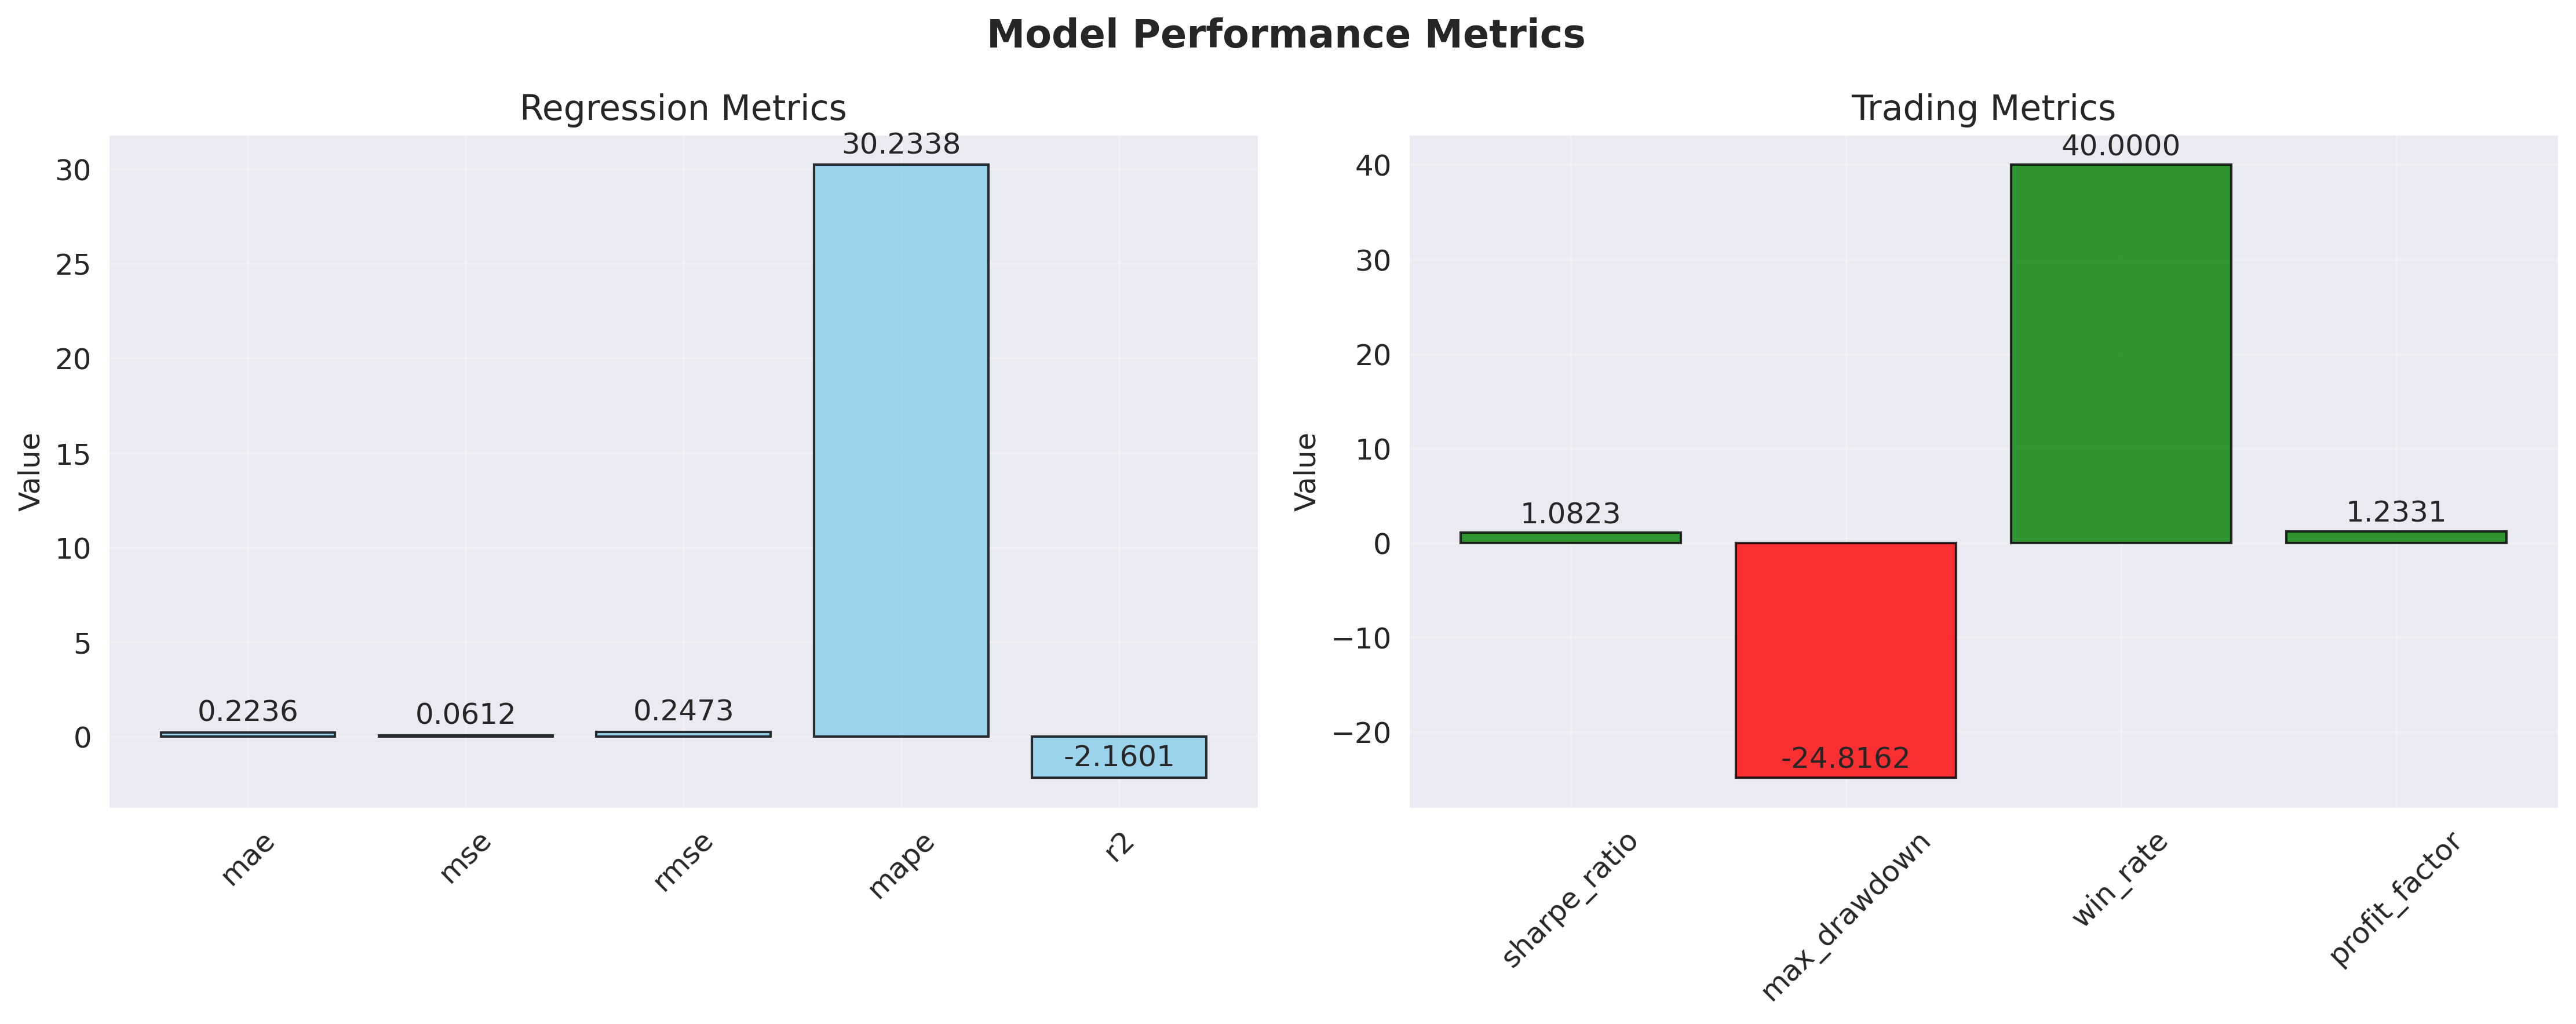 Model Performance Metrics
Regression Metrics
Value
30
25
20
15
10
5
0
0.2236
0.0612
0.2473
30.2338
-2.1601
mae
mse
rmse
mape
r2
Trading Metrics
Value
40
30
20
10
0
−10
−20
1.0823
-24.8162
40.0000
1.2331
sharpe_ratio
max_drawdown
win_rate
profit_factor